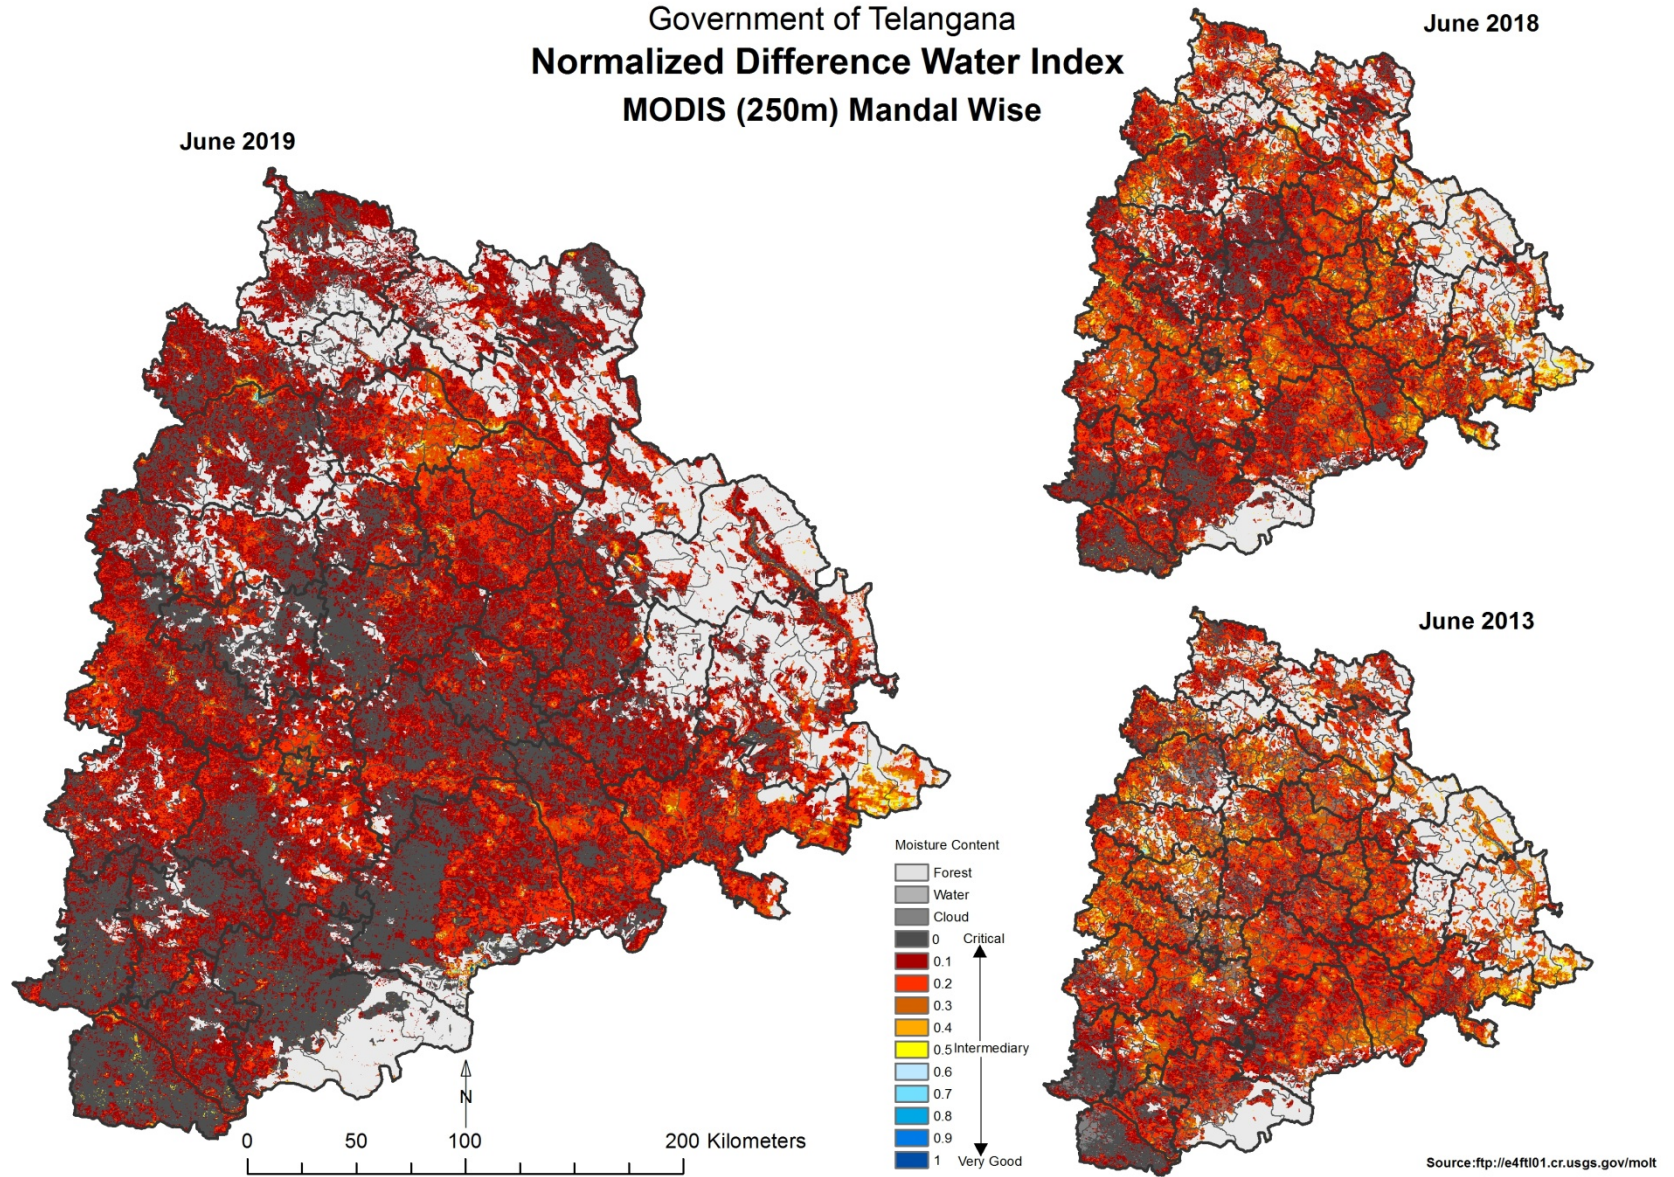 Government of Telangana
Normalized Difference Water Index
MODIS (250m) Mandal Wise
June 2018
June 2019
June 2013
Moisture Content
Forest
Water
Cloud
0 Critical
0.1
0.2
0.3
0.4
0.5 Intermediary
0.6
0.7
0.8
0.9
1 Very Good
N
0 50 100 200 Kilometers
Source:ftp://e4ftl01.cr.usgs.gov/molt